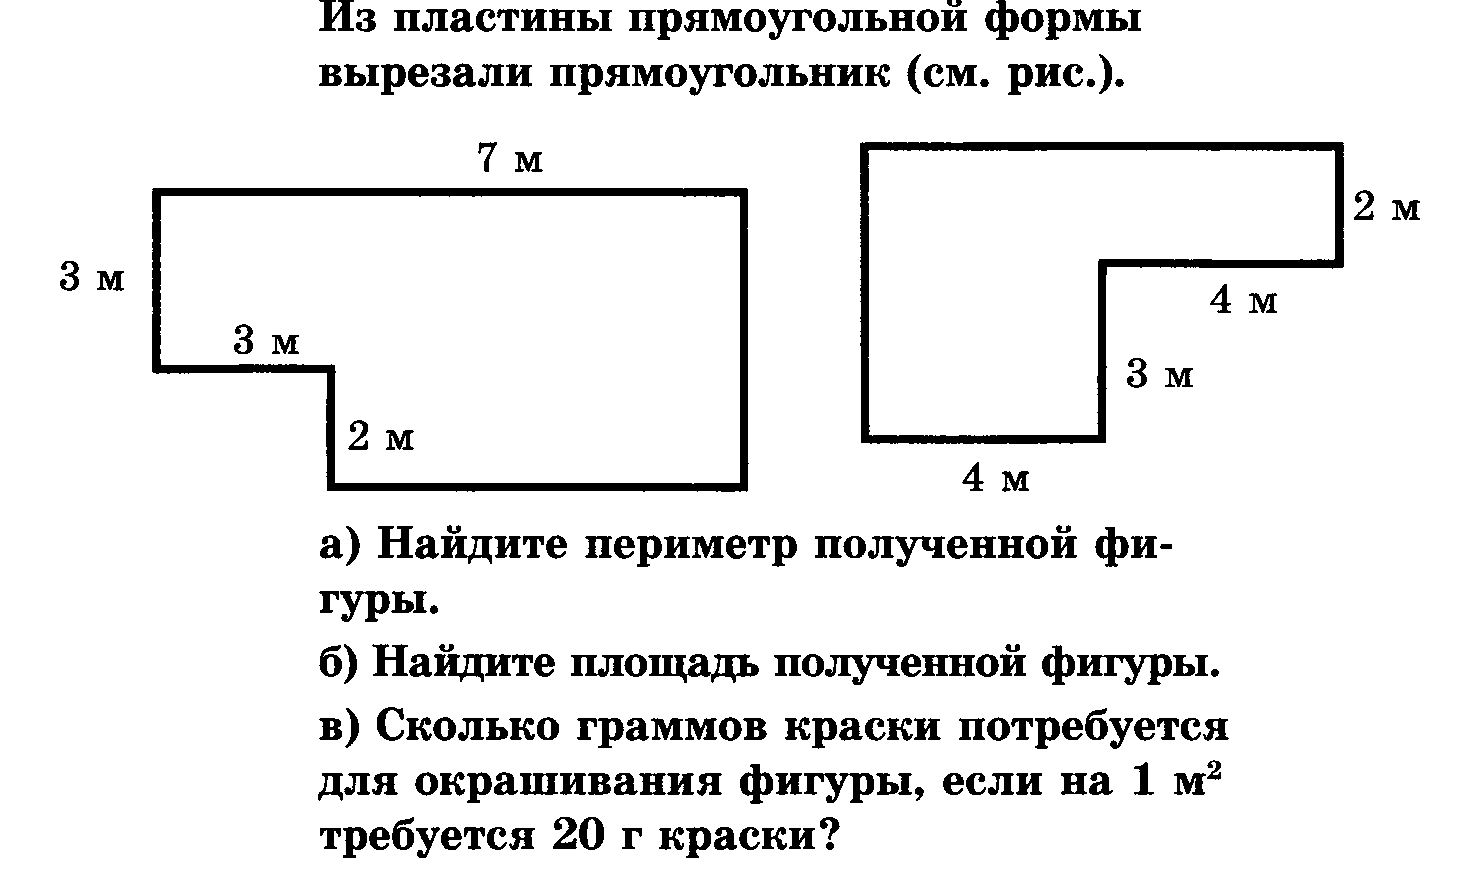 Из пластины прямоугольной формы
вырезали прямоугольник (см. рис.).
7 м
3 м
3 м
2 м
2 м
4 м
3 м
4 м
а) Найдите периметр полученной фи-
гуры.
б) Найдите площадь полученной фигуры.
в) Сколько граммов краски потребуется
для окрашивания фигуры, если на 1 м²
требуется 20 г краски?